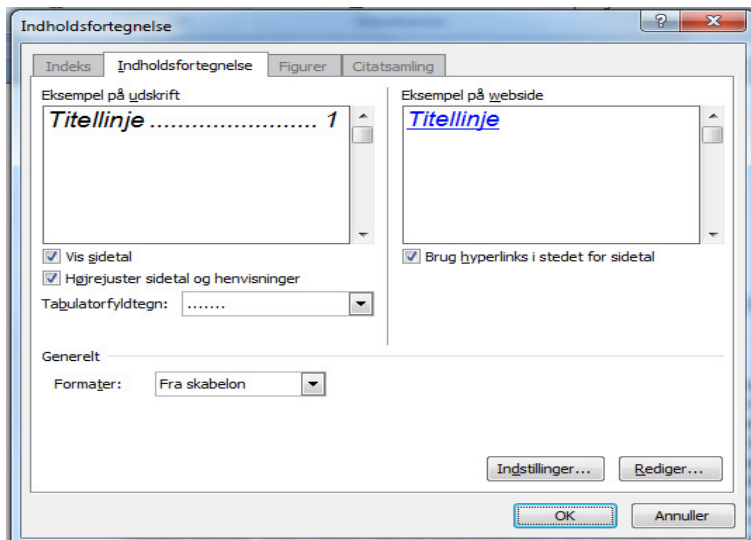 Indholdsfortegnelse
Indeks Indholdsfortegnelse Figurer Citatsamling
Eksempel på udskrift
Titellinje ........................ 1
Vis sidetal
Højrejuster sidetal og henvisninger
Tabulatorfyldtegn: .......
Eksempel på webside
Titellinje
Brug hyperlinks i stedet for sidetal
Generelt
Formater: Fra skabelon
Indstillinger... Rediger...
OK Annuller